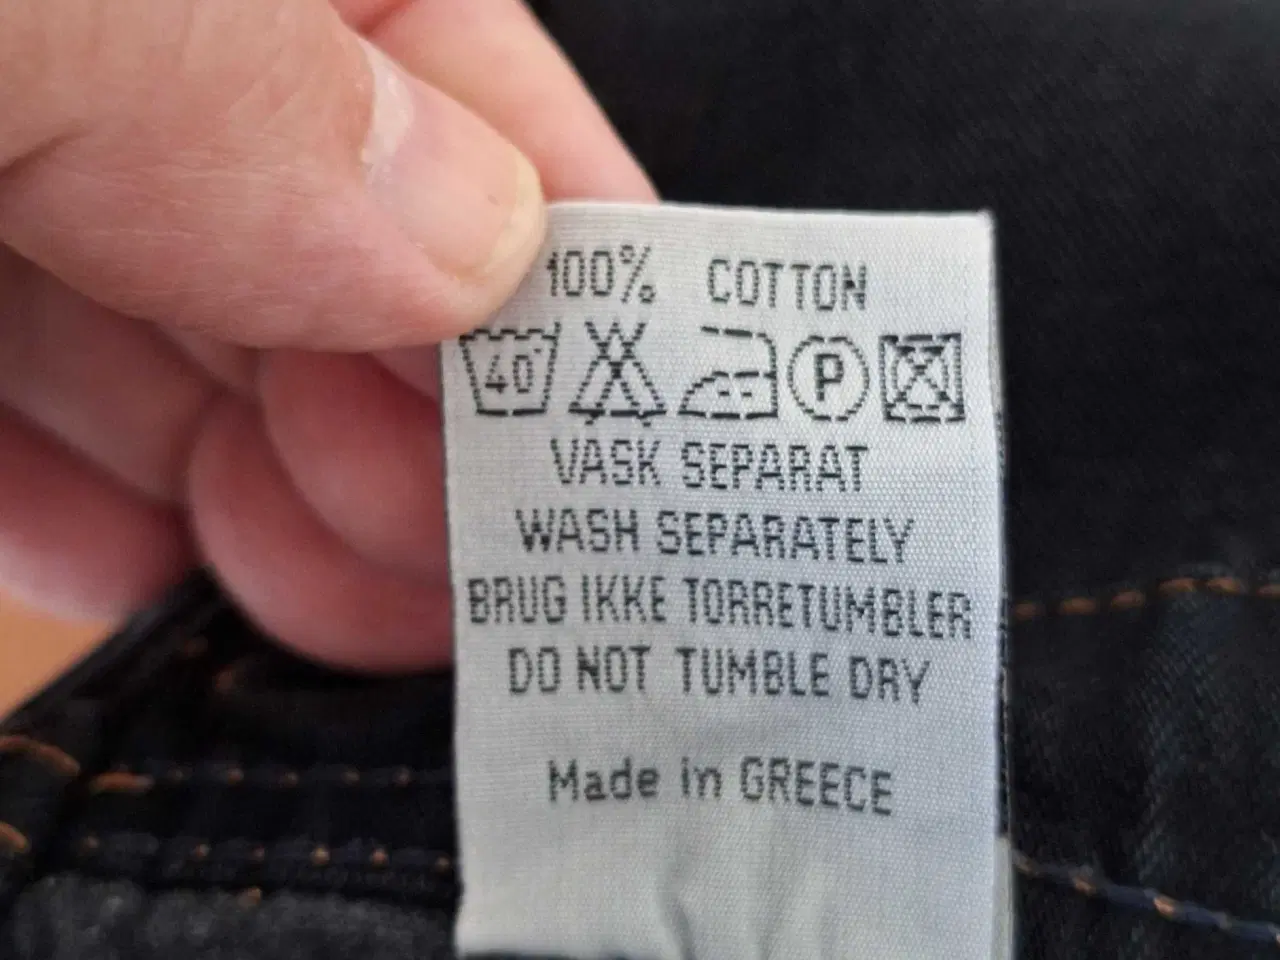 100% COTTON
40° P
VASK SEPARAT
WASH SEPARATELY
BRUG IKKE TORRETUMBLER
DO NOT TUMBLE DRY
Made in GREECE